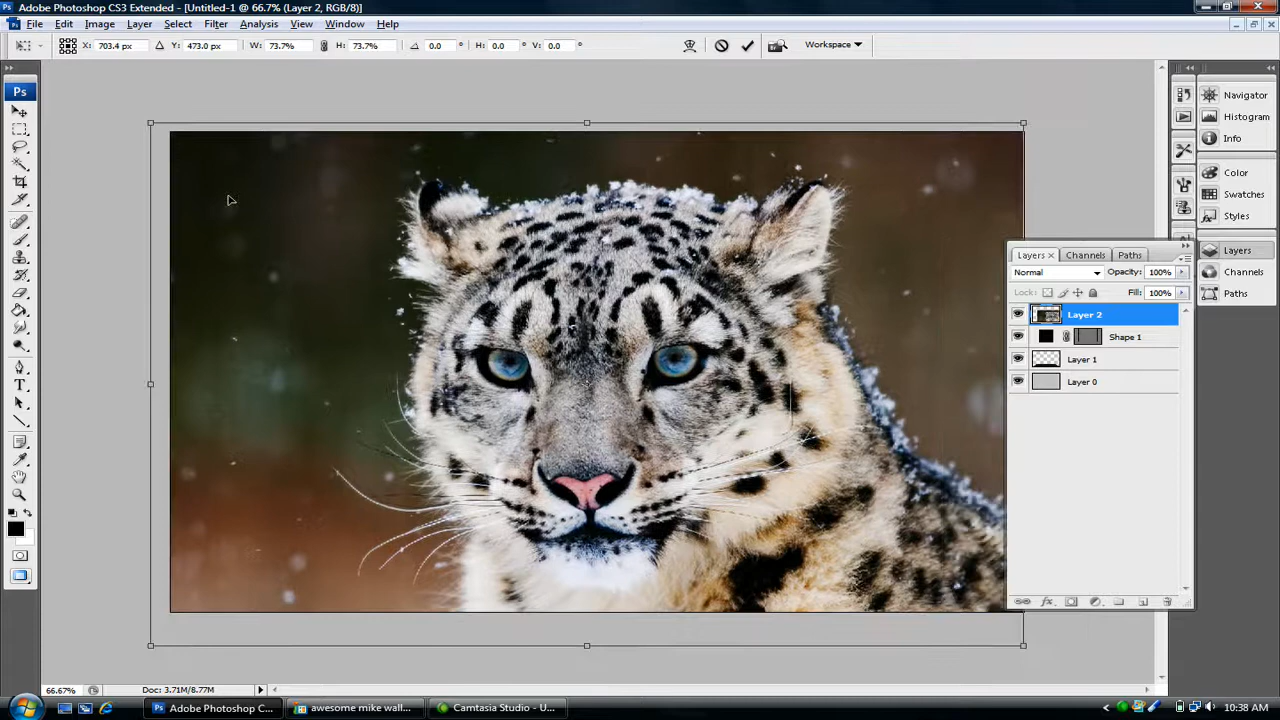 Adobe Photoshop CS3 Extended - [Untitled-1 @ 66.7% (Layer 2, RGB/8)]
File Edit Image Layer Select Filter Analysis View Window Help
X: 703.4 px Y: 473.0 px W: 73.7% H: 73.7% 0.0 ° H: 0.0 ° V: 0.0 ° Workspace
Ps
Navigator
Histogram
Info
Color
Swatches
Styles
Layers
Channels
Paths
Layers × Channels Paths
Normal Opacity: 100%
Lock: Fill: 100%
Layer 2
Shape 1
Layer 1
Layer 0
T
66.67% Doc: 3.71M/8.77M
Adobe Photoshop C... awesome mike wall... Camtasia Studio - U... 10:38 AM